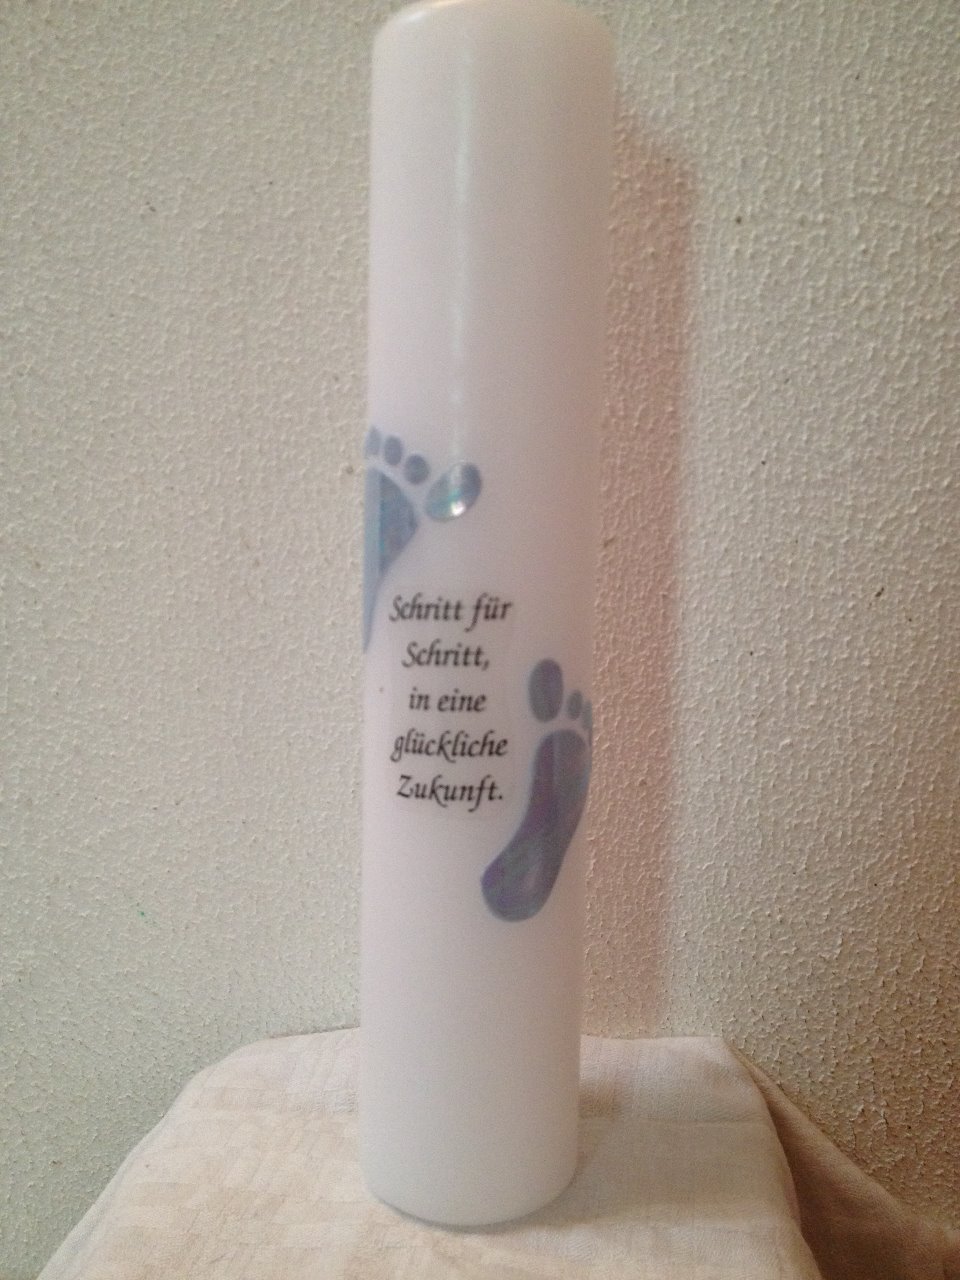 Schritt für
Schritt,
in eine
glückliche
Zukunft.